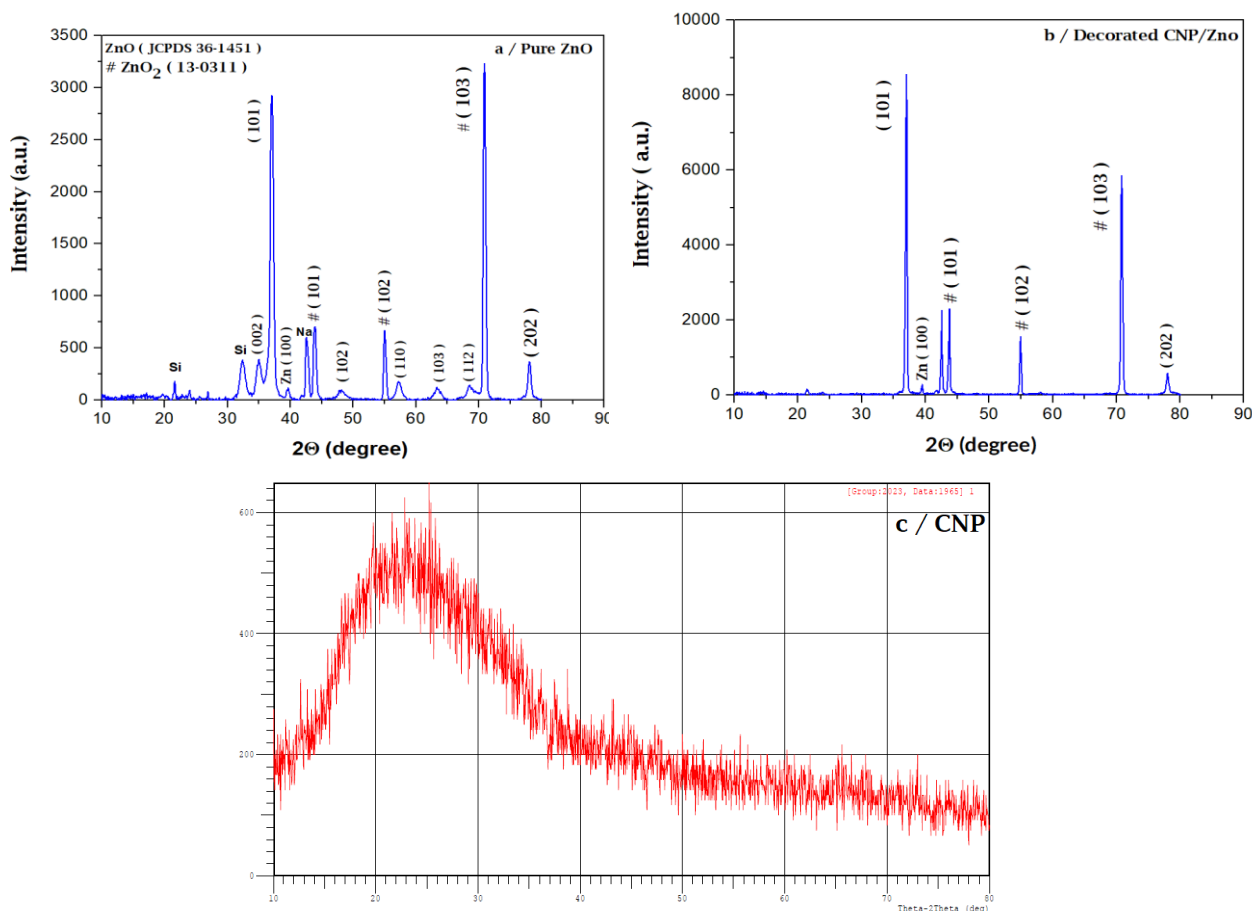 ZnO ( JCPDS 36-1451 )
# ZnO2 ( 13-0311 )
a / Pure ZnO
Intensity (a.u.)
3500
3000
2500
2000
1500
1000
500
0
Si
Si
( 002 )
( 101 )
Zn ( 100 )
Na
# ( 101 )
( 102 )
# ( 102 )
( 110 )
( 103 )
( 112 )
# ( 103 )
( 202 )
10 20 30 40 50 60 70 80 90
2Θ (degree)
b / Decorated CNP/Zno
Intensity ( a.u.)
10000
8000
6000
4000
2000
0
( 101 )
Zn ( 100 )
# ( 101 )
# ( 102 )
# ( 103 )
( 202 )
10 20 30 40 50 60 70 80 90
2Θ (degree)
[Group:2023, Data:1965] 1
c / CNP
600
400
200
0
10 20 30 40 50 60 70 80
Theta-2Theta (deg)